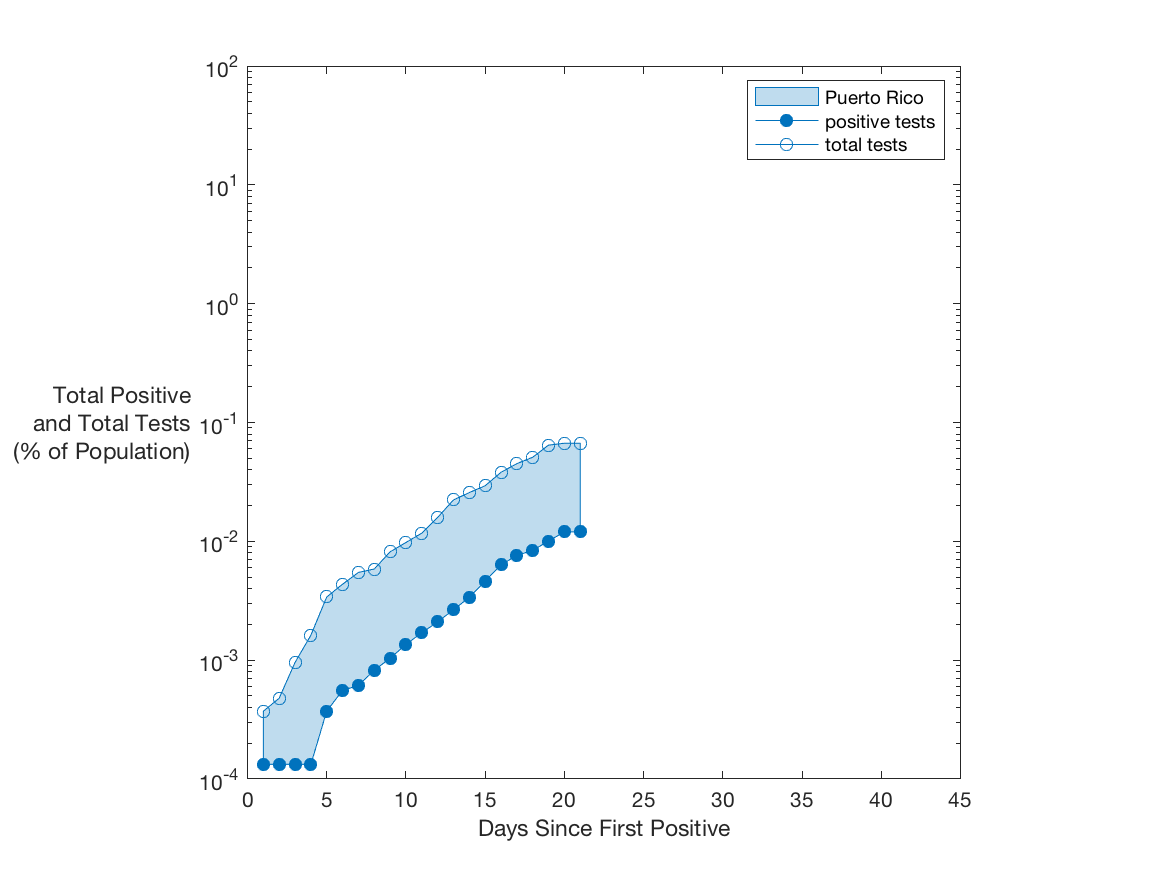 10^2
Puerto Rico
positive tests
total tests
10^1
10^0
Total Positive
and Total Tests
(% of Population)
10^-1
10^-2
10^-3
10^-4
0 5 10 15 20 25 30 35 40 45
Days Since First Positive